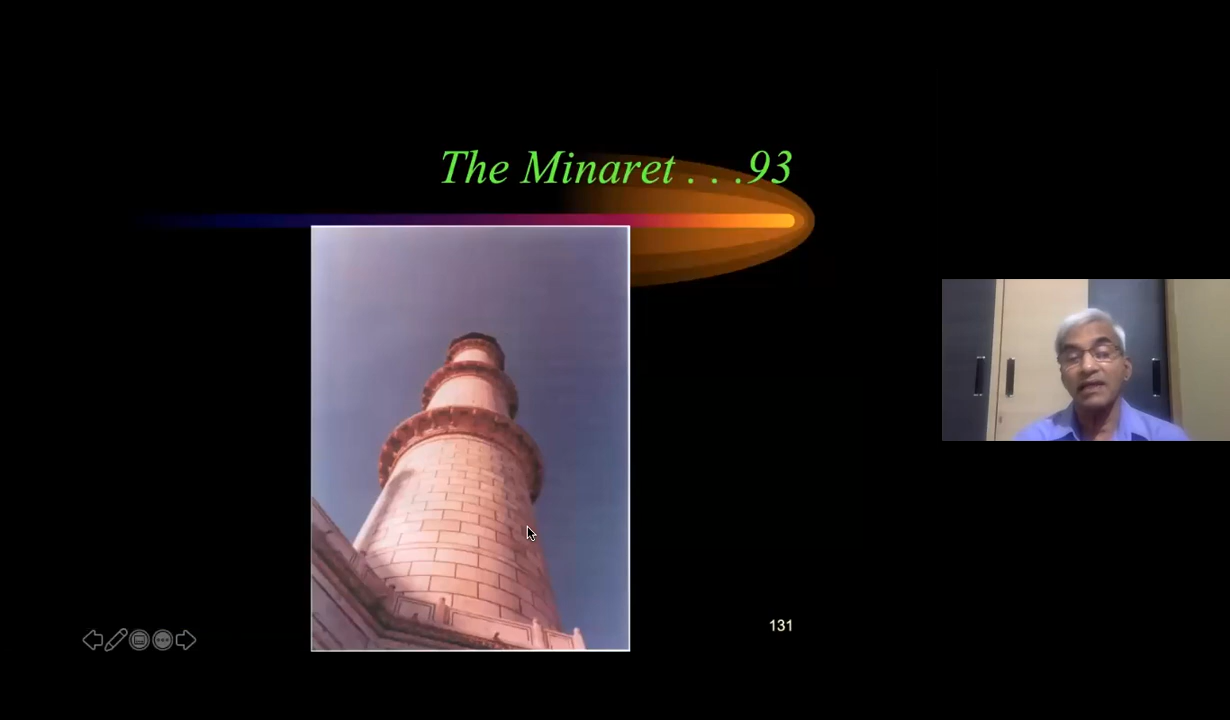 The Minaret . . .93
131